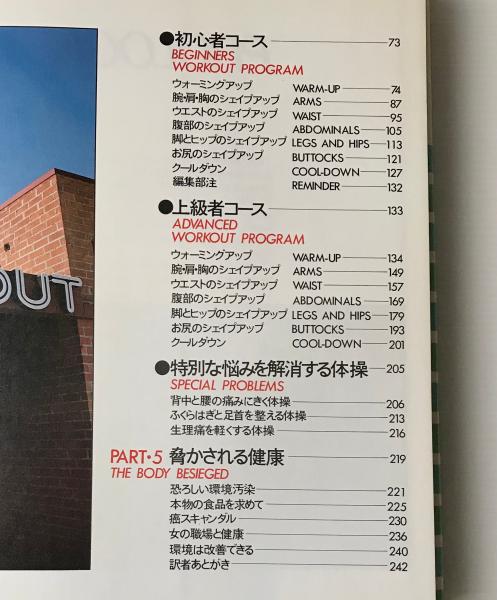 ●初心者コース 73
BEGINNERS
WORKOUT PROGRAM
ウォーミングアップ WARM-UP 74
腕・肩・胸のシェイプアップ ARMS 87
ウエストのシェイプアップ WAIST 95
腹部のシェイプアップ ABDOMINALS 105
脚とヒップのシェイプアップ LEGS AND HIPS 113
お尻のシェイプアップ BUTTOCKS 121
クールダウン COOL-DOWN 127
編集部注 REMINDER 132
●上級者コース 133
ADVANCED
WORKOUT PROGRAM
ウォーミングアップ WARM-UP 134
腕・肩・胸のシェイプアップ ARMS 149
ウエストのシェイプアップ WAIST 157
腹部のシェイプアップ ABDOMINALS 169
脚とヒップのシェイプアップ LEGS AND HIPS 179
お尻のシェイプアップ BUTTOCKS 193
クールダウン COOL-DOWN 201
●特別な悩みを解消する体操 205
SPECIAL PROBLEMS
背中と腰の痛みにきく体操 206
ふくらはぎと足首を整える体操 213
生理痛を軽くする体操 216
PART・5 脅かされる健康 219
THE BODY BESIEGED
恐ろしい環境汚染 221
本物の食品を求めて 225
癌スキャンダル 230
女の職場と健康 236
環境は改善できる 240
訳者あとがき 242
OUT